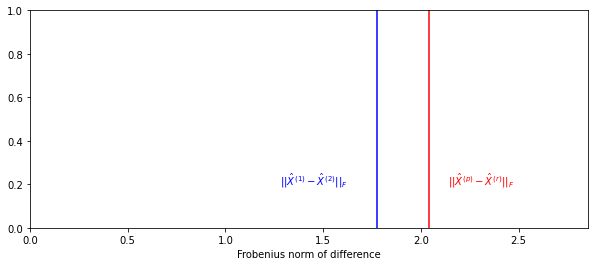 1.0
0.8
0.6
0.4
0.2
0.0
||X̂⁽¹⁾ − X̂⁽²⁾||_F
||X̂⁽ᵖ⁾ − X̂⁽ʳ⁾||_F
0.0 0.5 1.0 1.5 2.0 2.5
Frobenius norm of difference